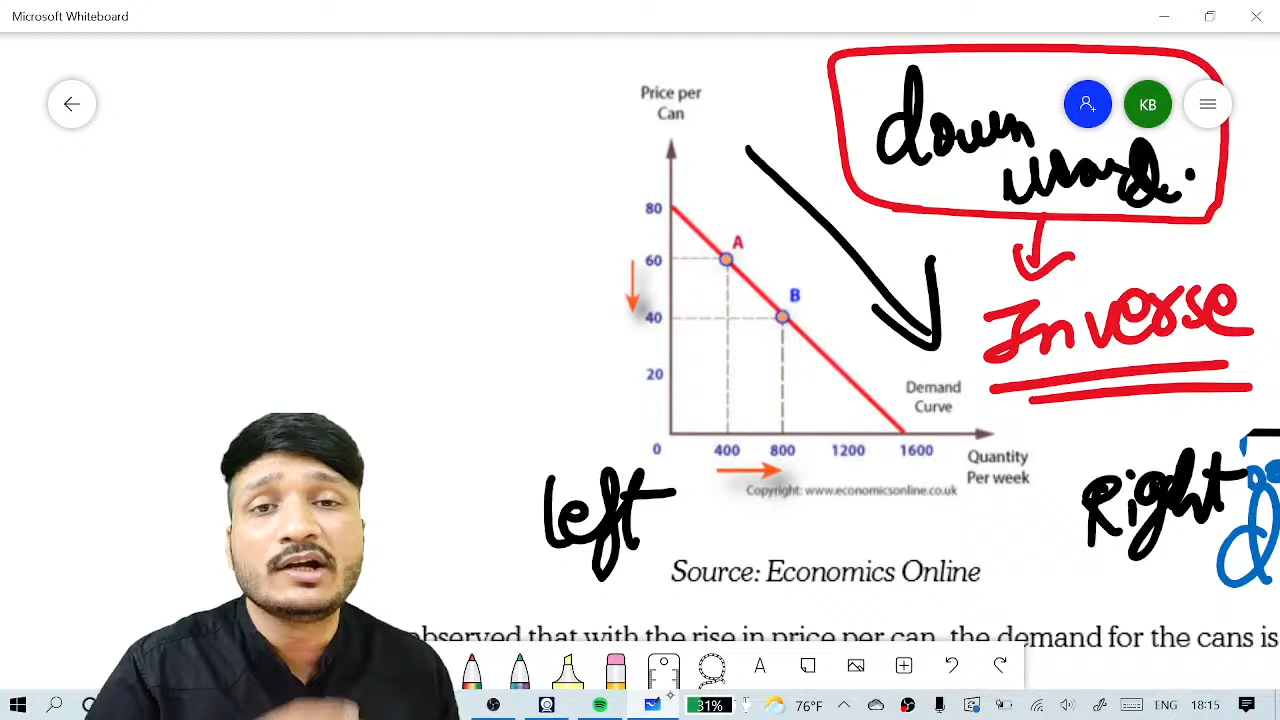 Microsoft Whiteboard
KB
down
ward.
Inverse
Price per
Can
80
60
40
20
0
A
B
Demand
Curve
400 800 1200 1600
Quantity
Per week
Copyright: www.economicsonline.co.uk
Left
Right
Source: Economics Online
observed that with the rise in price per can, the demand for the cans is
A
31%
76°F
ENG
18:15